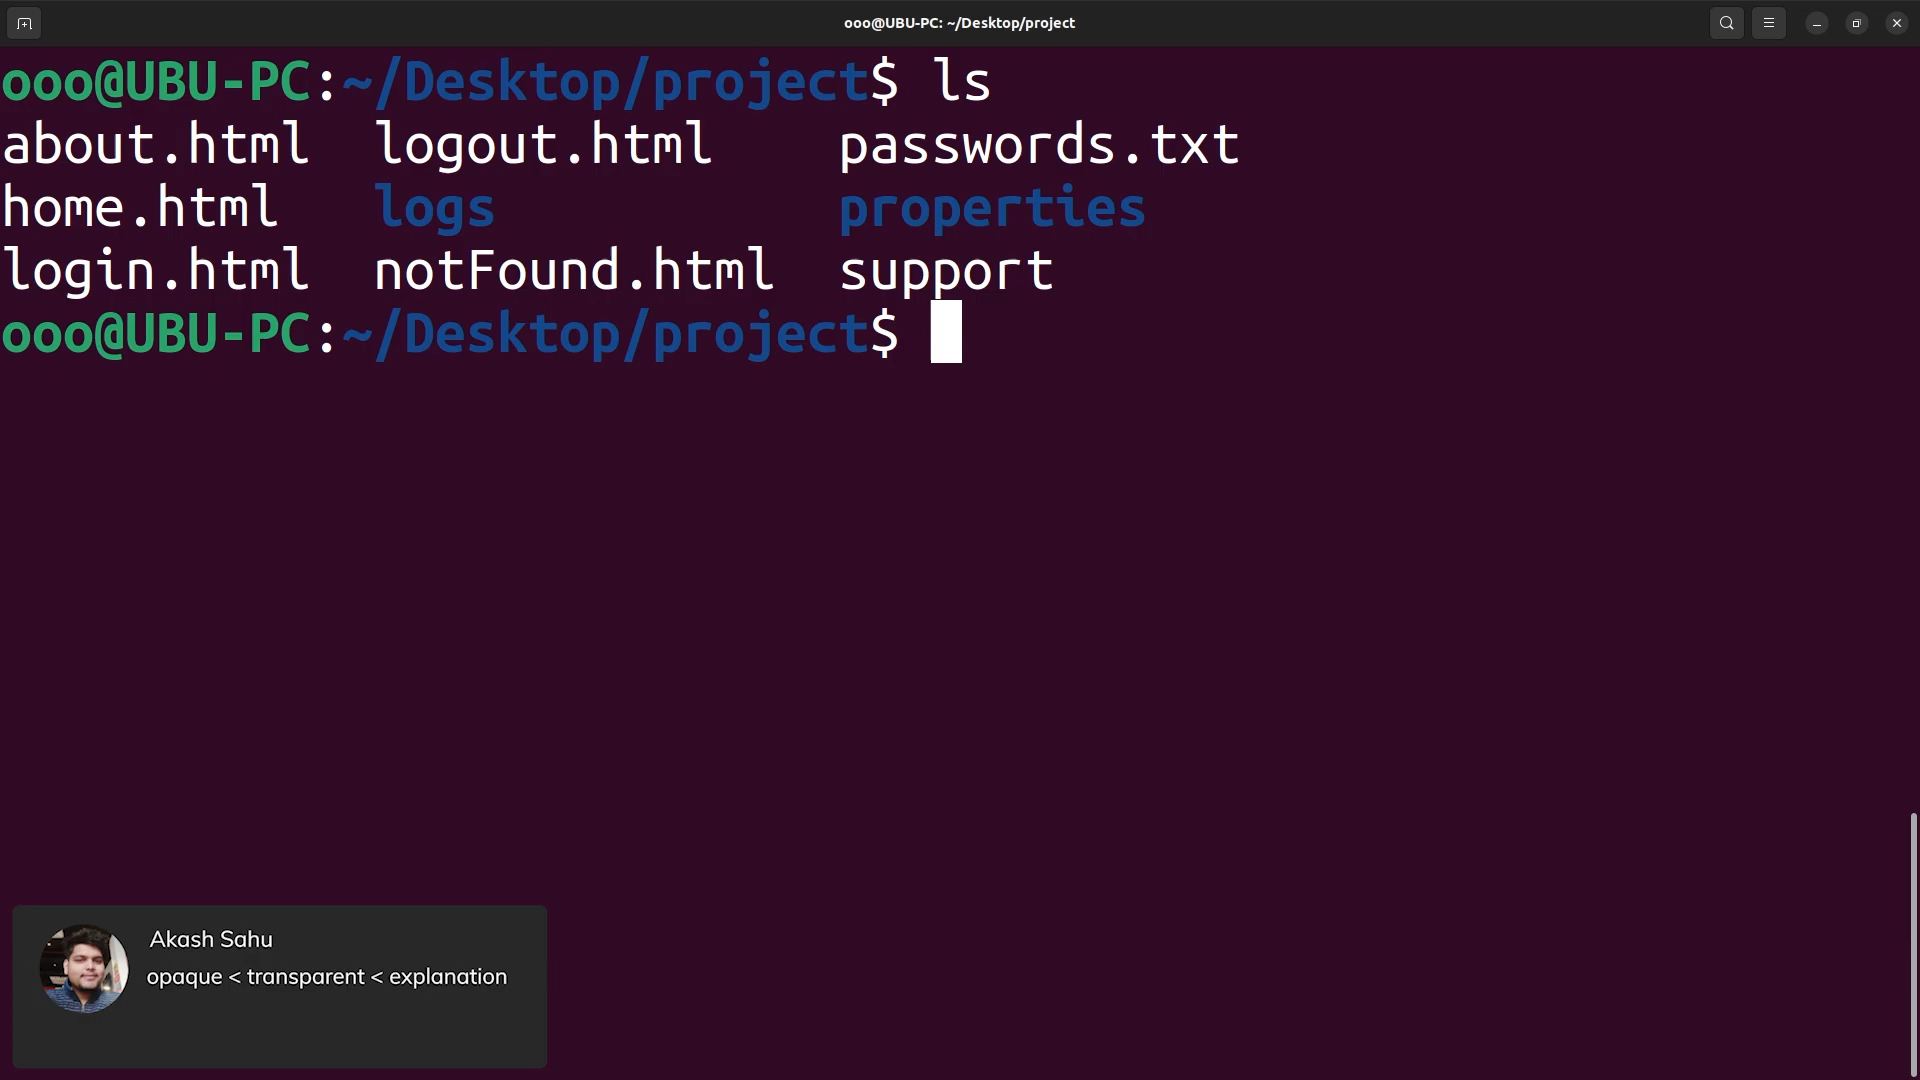 ooo@UBU-PC: ~/Desktop/project
ooo@UBU-PC:~/Desktop/project$ ls
about.html logout.html passwords.txt
home.html logs properties
login.html notFound.html support
ooo@UBU-PC:~/Desktop/project$
Akash Sahu
opaque < transparent < explanation